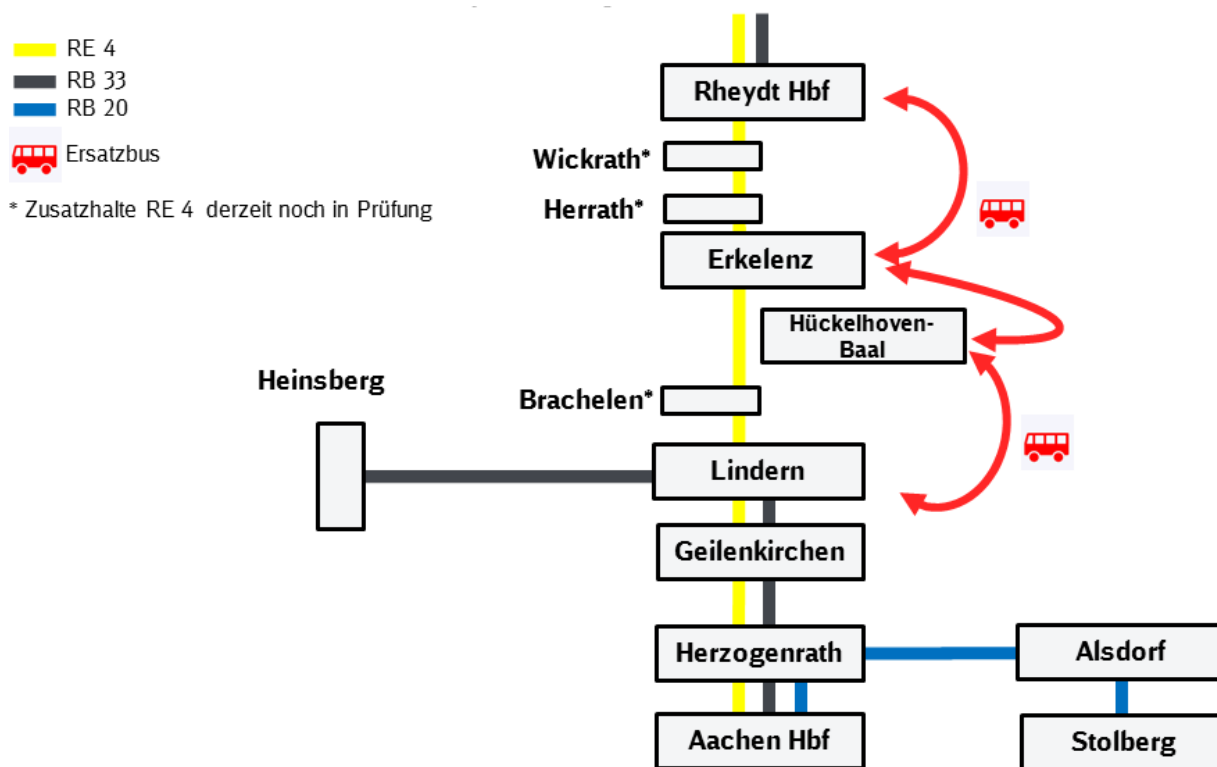 RE 4
RB 33
RB 20
Ersatzbus
* Zusatzhalte RE 4 derzeit noch in Prüfung
Rheydt Hbf
Wickrath*
Herrath*
Erkelenz
Hückelhoven-
Baal
Heinsberg
Brachelen*
Lindern
Geilenkirchen
Herzogenrath
Alsdorf
Aachen Hbf
Stolberg